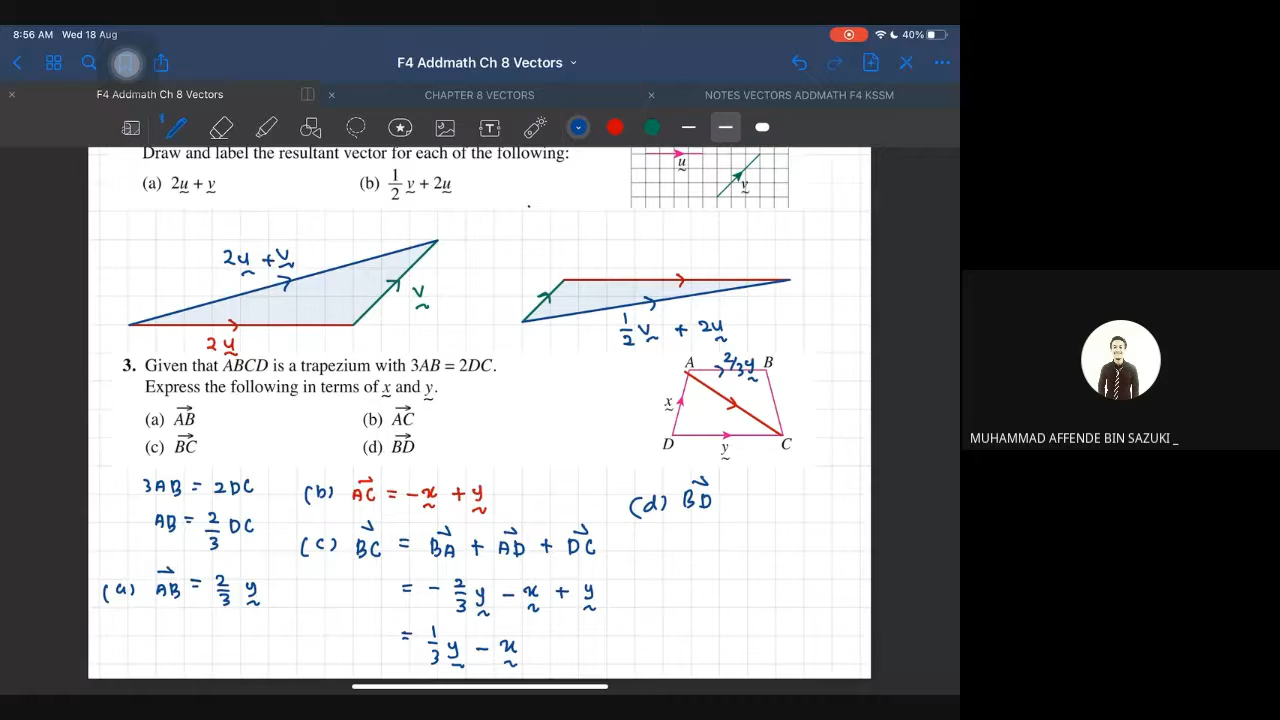 8:56 AM Wed 18 Aug
40%
F4 Addmath Ch 8 Vectors
F4 Addmath Ch 8 Vectors
CHAPTER 8 VECTORS
NOTES VECTORS ADDMATH F4 KSSM
Draw and label the resultant vector for each of the following:
(a) 2u + v
(b) 1/2 v + 2u
u
v
2u + v
v
2u
1/2 v + 2u
3. Given that ABCD is a trapezium with 3AB = 2DC.
Express the following in terms of x and y.
(a) AB
(b) AC
(c) BC
(d) BD
A 2/3 y B
x
D y C
3AB = 2DC
AB = 2/3 DC
(a) AB = 2/3 y
(b) AC = -x + y
(c) BC = BA + AD + DC
= - 2/3 y - x + y
= 1/3 y - x
(d) BD
MUHAMMAD AFFENDE BIN SAZUKI _